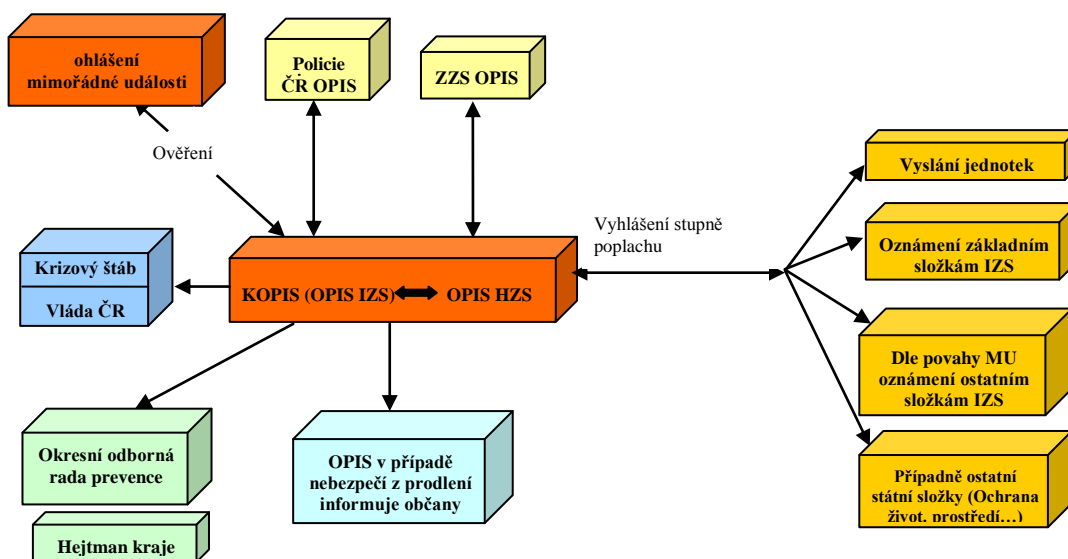 ohlášení
mimořádné události
Policie
ČR OPIS
ZZS OPIS
Ověření
Vyslání jednotek
Vyhlášení stupně
poplachu
Oznámení základním
složkám IZS
Krizový štáb
Vláda ČR
KOPIS (OPIS IZS) OPIS HZS
Dle povahy MU
oznámení ostatním
složkám IZS
Okresní odborná
rada prevence
OPIS v případě
nebezpečí z prodlení
informuje občany
Případně ostatní
státní složky (Ochrana
život. prostředí…)
Hejtman kraje